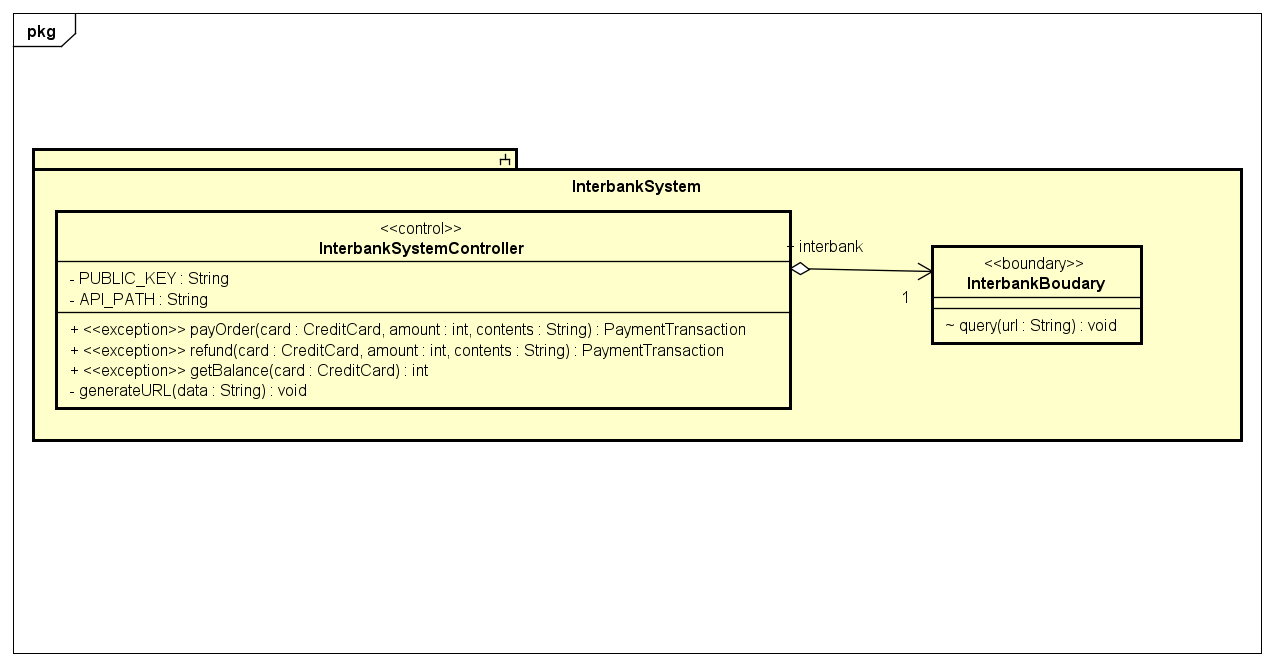 pkg
InterbankSystem
<<control>>
InterbankSystemController
- PUBLIC_KEY : String
- API_PATH : String
+ <<exception>> payOrder(card : CreditCard, amount : int, contents : String) : PaymentTransaction
+ <<exception>> refund(card : CreditCard, amount : int, contents : String) : PaymentTransaction
+ <<exception>> getBalance(card : CreditCard) : int
- generateURL(data : String) : void
- interbank
1
<<boundary>>
InterbankBoudary
~ query(url : String) : void